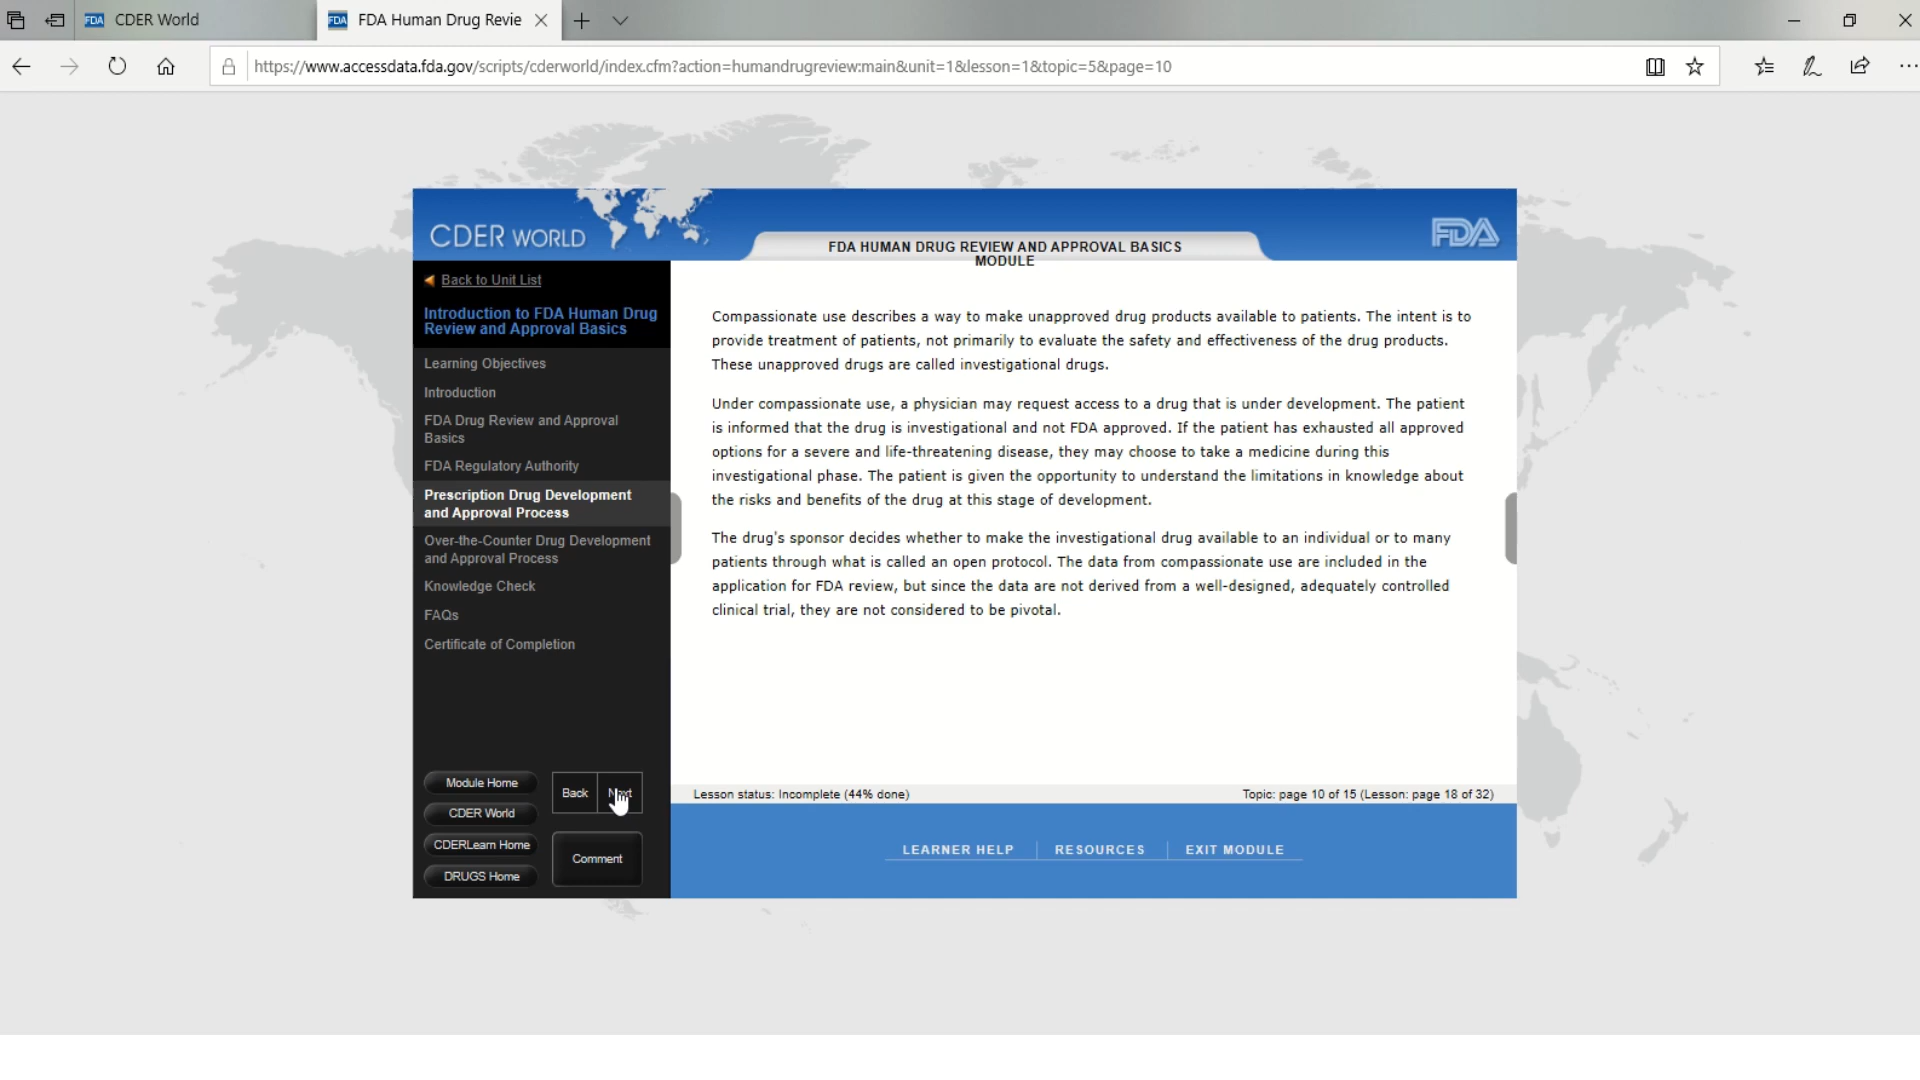 CDER World
FDA Human Drug Revie
https://www.accessdata.fda.gov/scripts/cderworld/index.cfm?action=humandrugreview:main&unit=1&lesson=1&topic=5&page=10
CDER WORLD
FDA HUMAN DRUG REVIEW AND APPROVAL BASICS
MODULE
FDA
Back to Unit List
Introduction to FDA Human Drug
Review and Approval Basics
Learning Objectives
Introduction
FDA Drug Review and Approval
Basics
FDA Regulatory Authority
Prescription Drug Development
and Approval Process
Over-the-Counter Drug Development
and Approval Process
Knowledge Check
FAQs
Certificate of Completion
Module Home
CDER World
CDERLearn Home
DRUGS Home
Back
Next
Comment
Compassionate use describes a way to make unapproved drug products available to patients. The intent is to
provide treatment of patients, not primarily to evaluate the safety and effectiveness of the drug products.
These unapproved drugs are called investigational drugs.
Under compassionate use, a physician may request access to a drug that is under development. The patient
is informed that the drug is investigational and not FDA approved. If the patient has exhausted all approved
options for a severe and life-threatening disease, they may choose to take a medicine during this
investigational phase. The patient is given the opportunity to understand the limitations in knowledge about
the risks and benefits of the drug at this stage of development.
The drug's sponsor decides whether to make the investigational drug available to an individual or to many
patients through what is called an open protocol. The data from compassionate use are included in the
application for FDA review, but since the data are not derived from a well-designed, adequately controlled
clinical trial, they are not considered to be pivotal.
Lesson status: Incomplete (44% done)
Topic: page 10 of 15 (Lesson: page 18 of 32)
LEARNER HELP
RESOURCES
EXIT MODULE